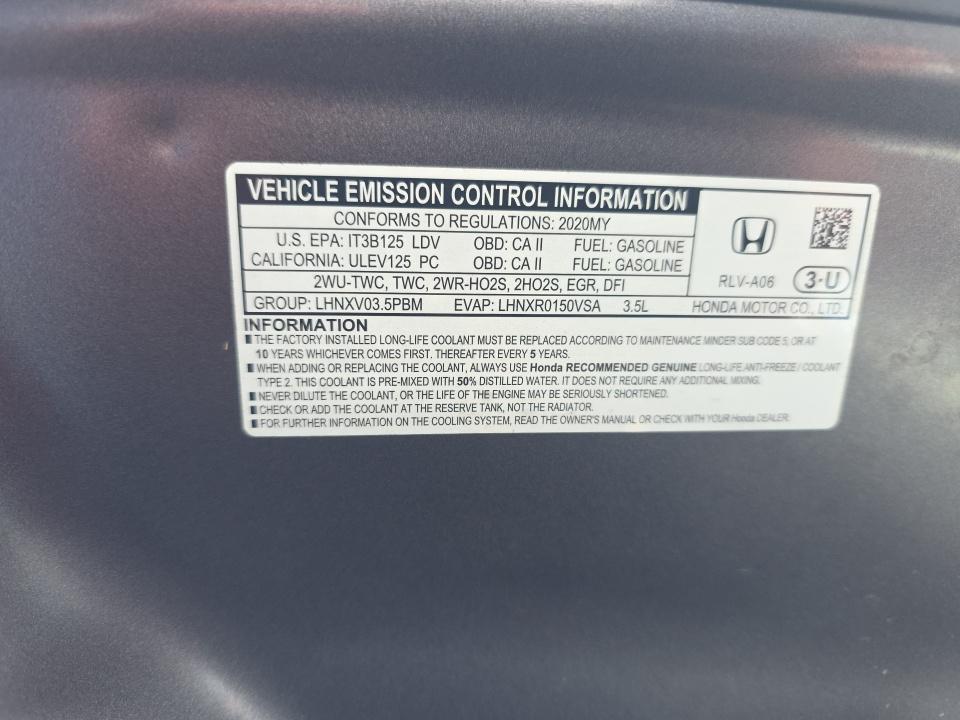 VEHICLE EMISSION CONTROL INFORMATION
CONFORMS TO REGULATIONS: 2020MY
U.S. EPA: IT3B125 LDV OBD: CA II FUEL: GASOLINE
CALIFORNIA: ULEV125 PC OBD: CA II FUEL: GASOLINE
2WU-TWC, TWC, 2WR-HO2S, 2HO2S, EGR, DFI
RLV-A06 3-U
GROUP: LHNXV03.5PBM EVAP: LHNXR0150VSA 3.5L HONDA MOTOR CO., LTD.
INFORMATION
THE FACTORY INSTALLED LONG-LIFE COOLANT MUST BE REPLACED ACCORDING TO MAINTENANCE MINDER SUB CODE 5, OR AT
10 YEARS WHICHEVER COMES FIRST. THEREAFTER EVERY 5 YEARS.
WHEN ADDING OR REPLACING THE COOLANT, ALWAYS USE Honda RECOMMENDED GENUINE LONG-LIFE ANTI-FREEZE / COOLANT
TYPE 2. THIS COOLANT IS PRE-MIXED WITH 50% DISTILLED WATER. IT DOES NOT REQUIRE ANY ADDITIONAL MIXING.
NEVER DILUTE THE COOLANT, OR THE LIFE OF THE ENGINE MAY BE SERIOUSLY SHORTENED.
CHECK OR ADD THE COOLANT AT THE RESERVE TANK, NOT THE RADIATOR.
FOR FURTHER INFORMATION ON THE COOLING SYSTEM, READ THE OWNER'S MANUAL OR CHECK WITH YOUR Honda DEALER.